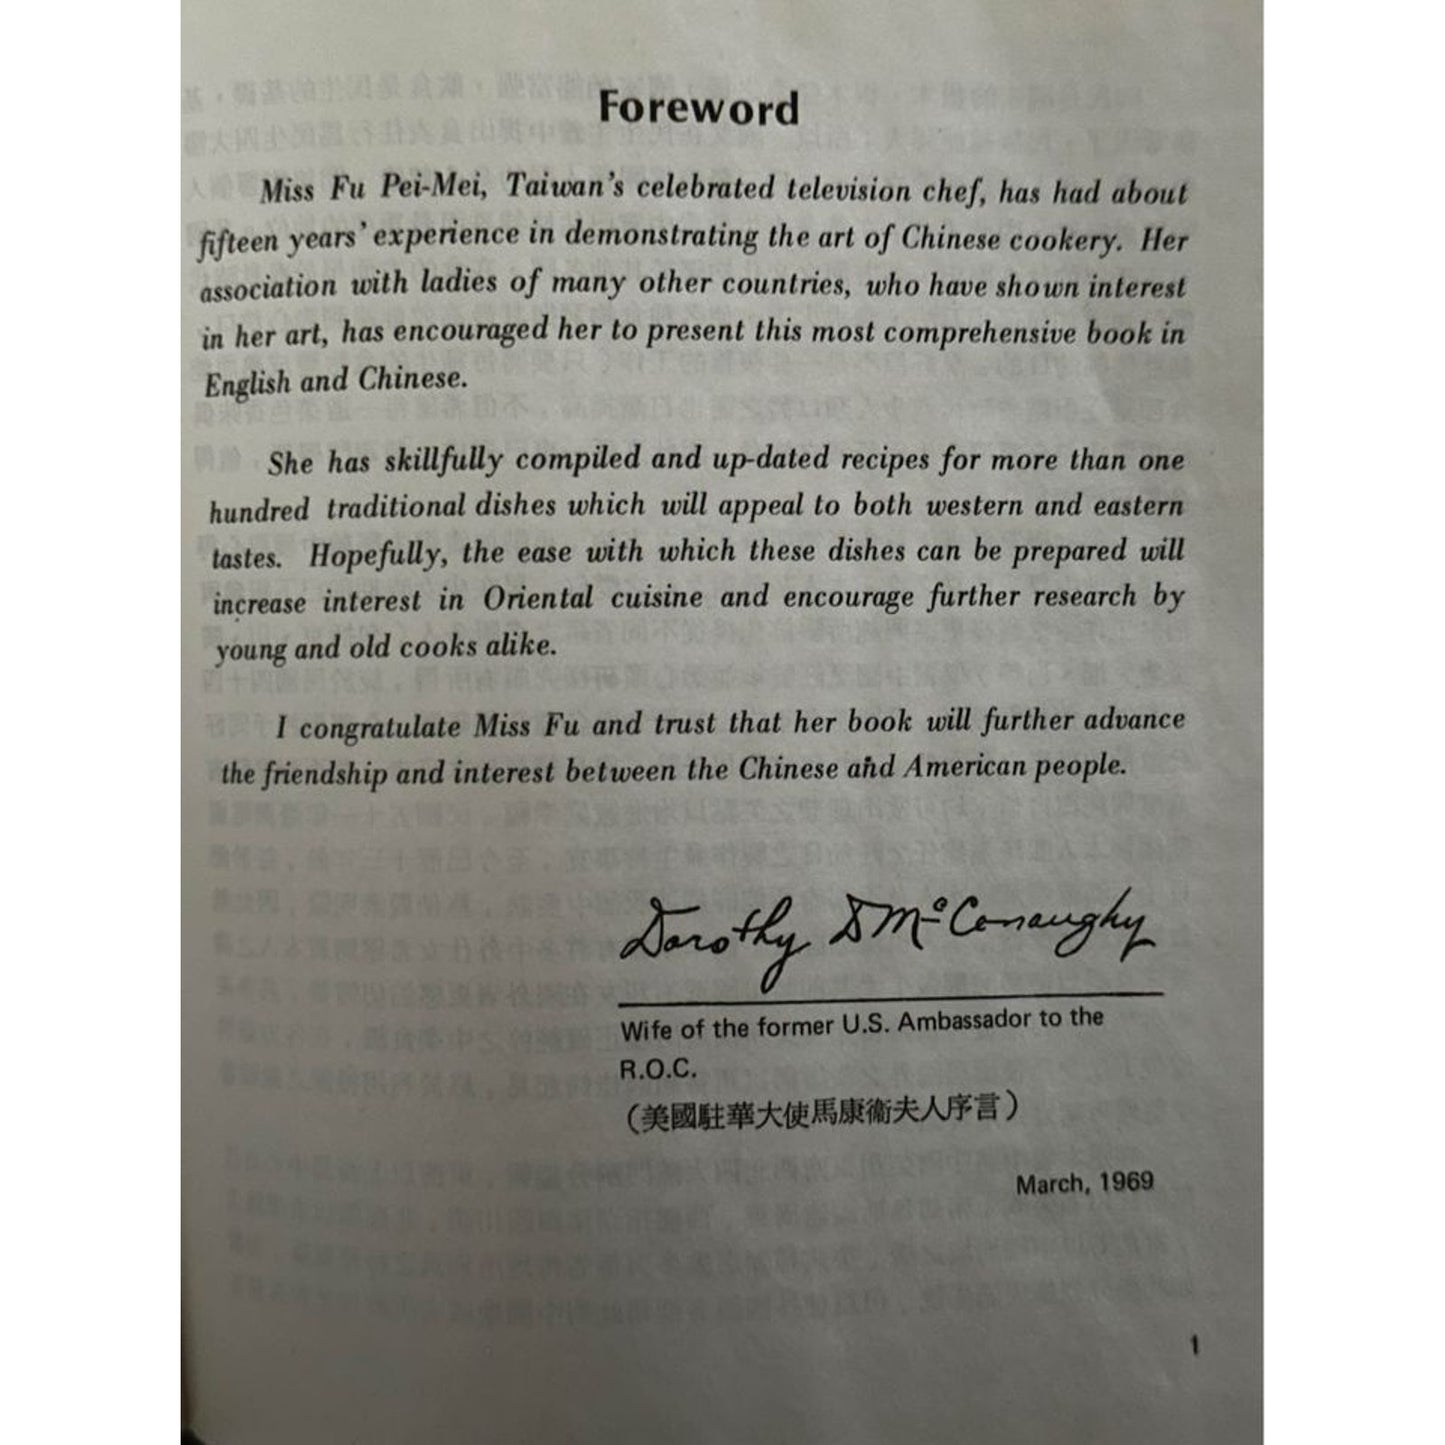 Foreword
Miss Fu Pei-Mei, Taiwan's celebrated television chef, has had about
fifteen years' experience in demonstrating the art of Chinese cookery. Her
association with ladies of many other countries, who have shown interest
in her art, has encouraged her to present this most comprehensive book in
English and Chinese.
She has skillfully compiled and up-dated recipes for more than one
hundred traditional dishes which will appeal to both western and eastern
tastes. Hopefully, the ease with which these dishes can be prepared will
increase interest in Oriental cuisine and encourage further research by
young and old cooks alike.
I congratulate Miss Fu and trust that her book will further advance
the friendship and interest between the Chinese and American people.
Dorothy D McConaughy
Wife of the former U.S. Ambassador to the
R.O.C.
（美國駐華大使馬康衞夫人序言）
March, 1969
1